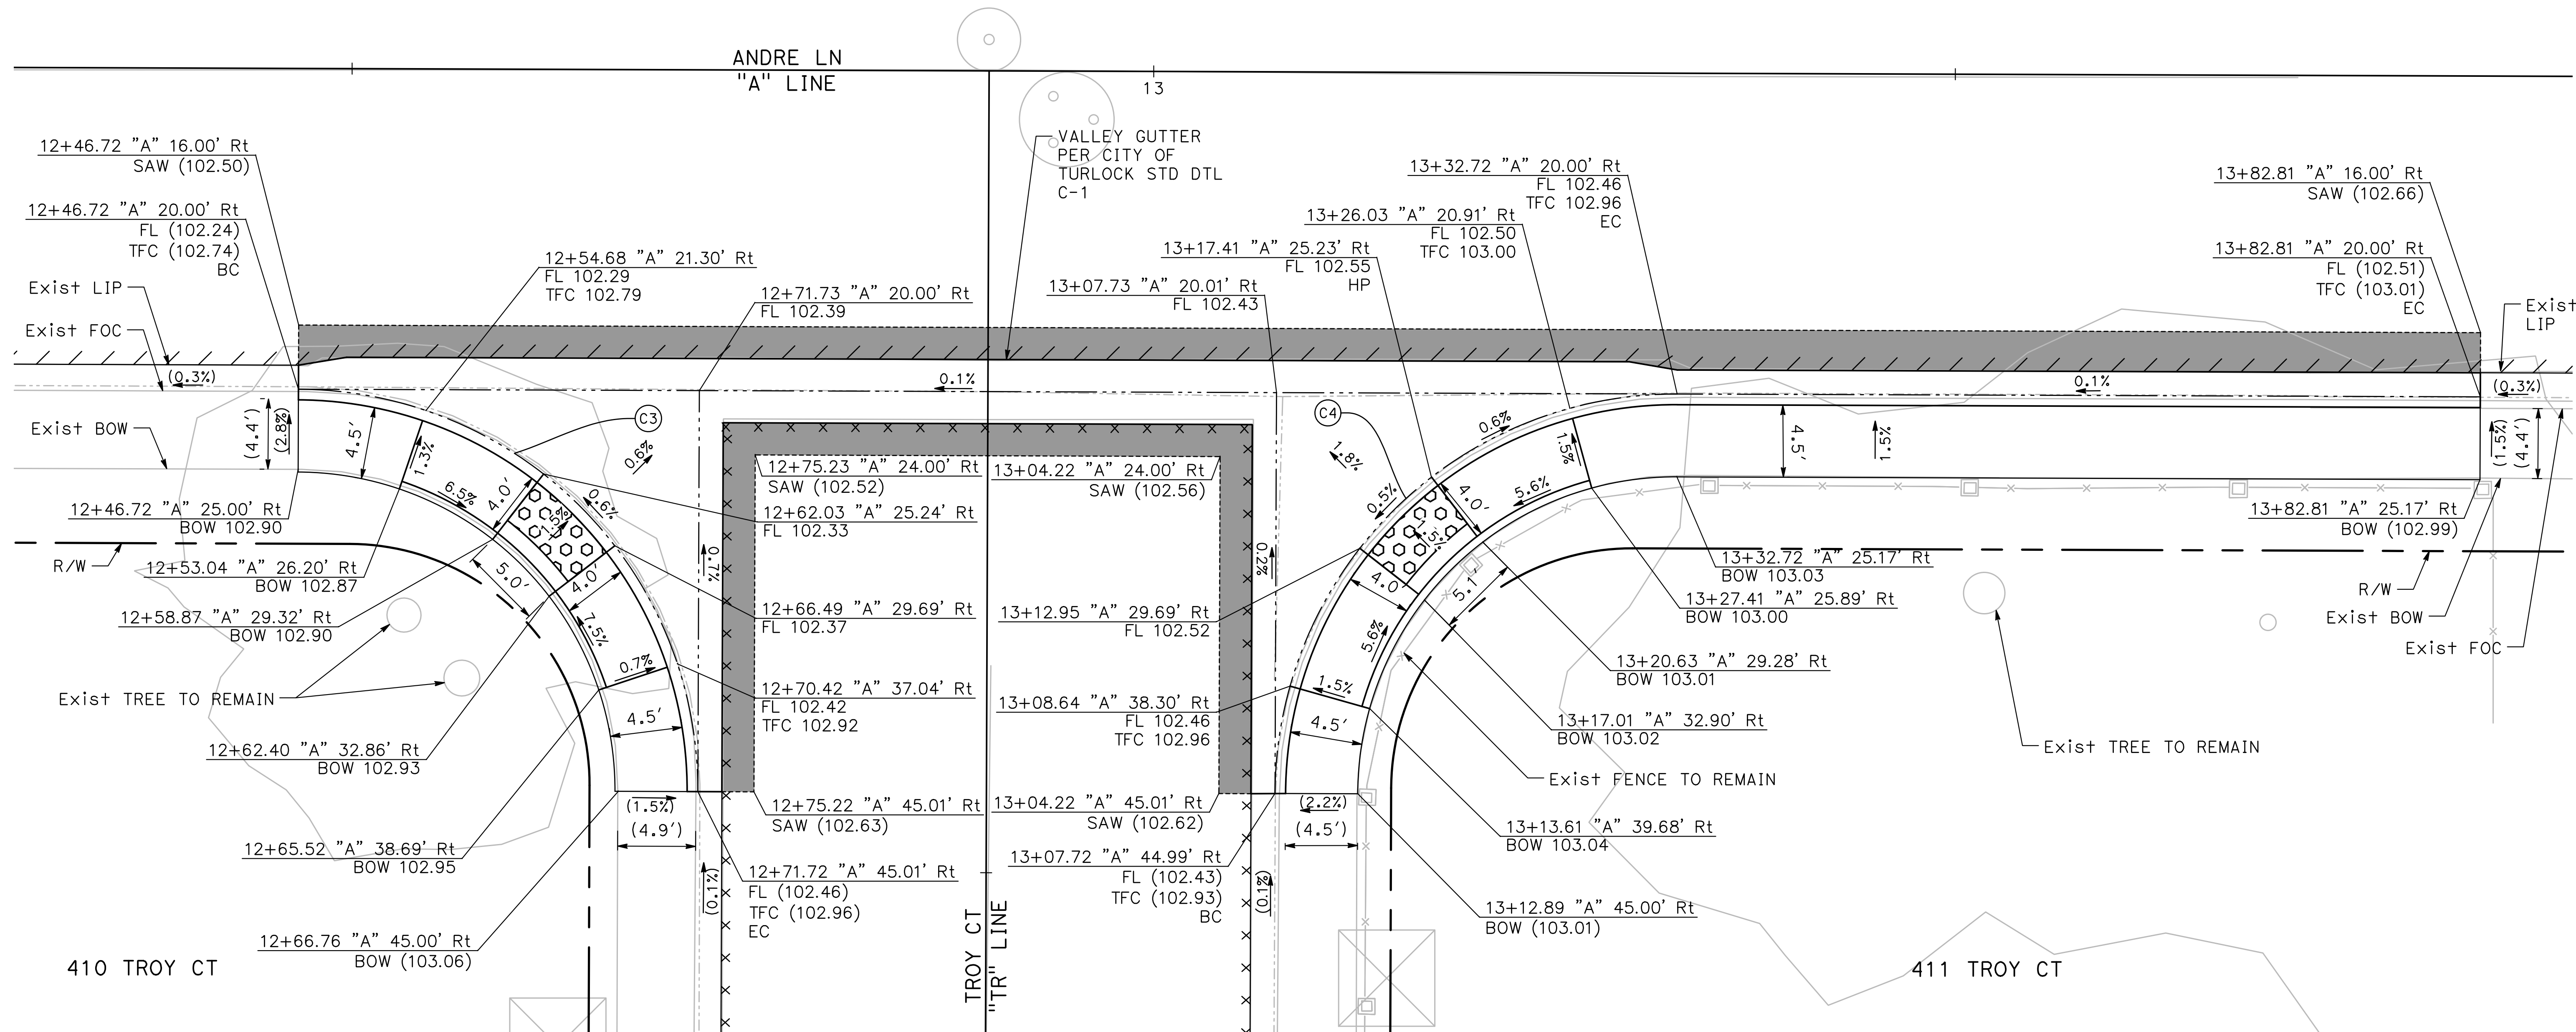 ANDRE LN
"A" LINE
13
VALLEY GUTTER
PER CITY OF
TURLOCK STD DTL
C-1
12+46.72 "A" 16.00' Rt
SAW (102.50)
12+46.72 "A" 20.00' Rt
FL (102.24)
TFC (102.74)
BC
Exist LIP
Exist FOC
(0.3%)
Exist BOW
(4.4')
(2.8%)
12+54.68 "A" 21.30' Rt
FL 102.29
TFC 102.79
12+71.73 "A" 20.00' Rt
FL 102.39
13+07.73 "A" 20.01' Rt
FL 102.43
13+17.41 "A" 25.23' Rt
FL 102.55
HP
13+26.03 "A" 20.91' Rt
FL 102.50
TFC 103.00
13+32.72 "A" 20.00' Rt
FL 102.46
TFC 102.96
EC
13+82.81 "A" 16.00' Rt
SAW (102.66)
13+82.81 "A" 20.00' Rt
FL (102.51)
TFC (103.01)
EC
Exist
LIP
0.1%
0.1%
(0.3%)
4.5'
1.3%
6.5%
4.0'
C3
0.6%
0.6%
1.5%
5.0'
4.0'
7.5%
0.7%
4.5'
(1.5%)
(4.9')
0.7%
(0.1%)
12+46.72 "A" 25.00' Rt
BOW 102.90
R/W
12+53.04 "A" 26.20' Rt
BOW 102.87
12+58.87 "A" 29.32' Rt
BOW 102.90
Exist TREE TO REMAIN
12+62.40 "A" 32.86' Rt
BOW 102.93
12+65.52 "A" 38.69' Rt
BOW 102.95
12+66.76 "A" 45.00' Rt
BOW (103.06)
410 TROY CT
12+75.23 "A" 24.00' Rt
SAW (102.52)
12+62.03 "A" 25.24' Rt
FL 102.33
12+66.49 "A" 29.69' Rt
FL 102.37
12+70.42 "A" 37.04' Rt
FL 102.42
TFC 102.92
12+75.22 "A" 45.01' Rt
SAW (102.63)
12+71.72 "A" 45.01' Rt
FL (102.46)
TFC (102.96)
EC
TROY CT
"TR" LINE
13+04.22 "A" 24.00' Rt
SAW (102.56)
13+12.95 "A" 29.69' Rt
FL 102.52
13+08.64 "A" 38.30' Rt
FL 102.46
TFC 102.96
13+04.22 "A" 45.01' Rt
SAW (102.62)
13+07.72 "A" 44.99' Rt
FL (102.43)
TFC (102.93)
BC
0.2%
(0.1%)
C4
1.8%
0.5%
0.6%
1.5%
5.6%
4.0'
1.5%
4.0'
5.1'
5.6%
1.5%
4.5'
(2.2%)
(4.5')
4.5'
1.5%
(1.5%)
(4.4')
13+82.81 "A" 25.17' Rt
BOW (102.99)
13+32.72 "A" 25.17' Rt
BOW 103.03
13+27.41 "A" 25.89' Rt
BOW 103.00
13+20.63 "A" 29.28' Rt
BOW 103.01
13+17.01 "A" 32.90' Rt
BOW 103.02
Exist FENCE TO REMAIN
13+13.61 "A" 39.68' Rt
BOW 103.04
13+12.89 "A" 45.00' Rt
BOW (103.01)
R/W
Exist BOW
Exist FOC
Exist TREE TO REMAIN
411 TROY CT